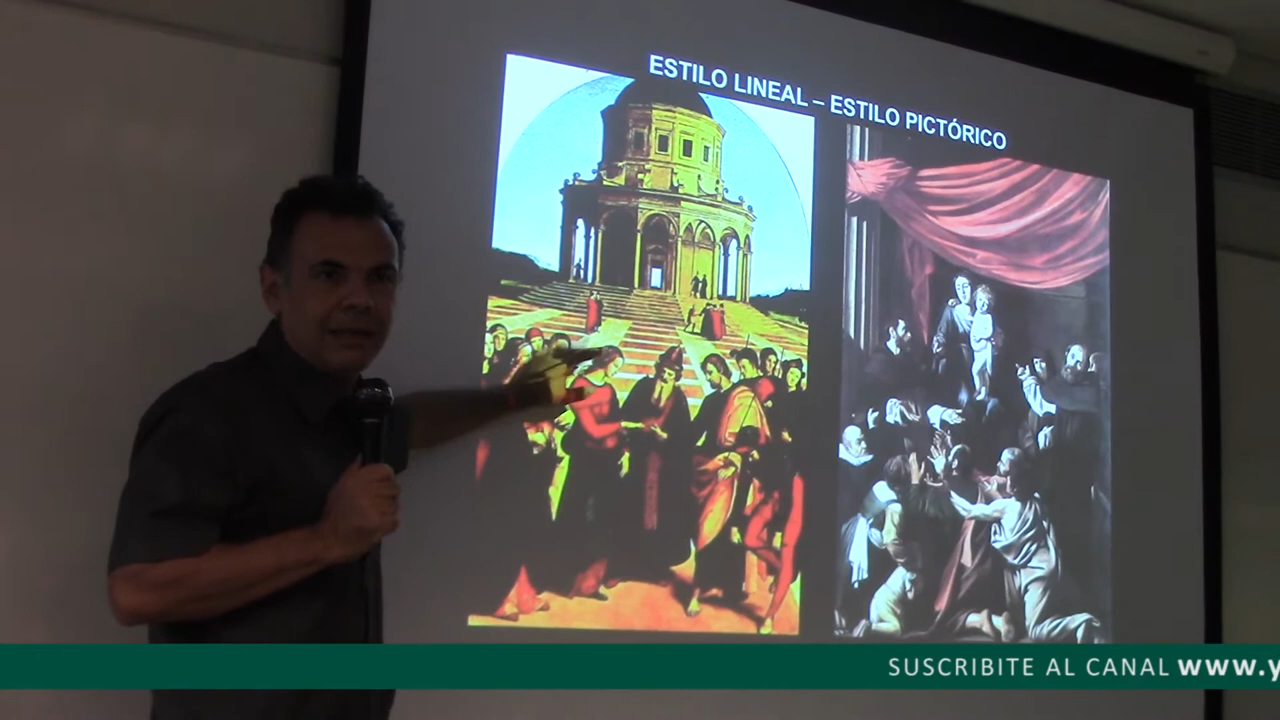 ESTILO LINEAL – ESTILO PICTÓRICO
SUSCRIBITE AL CANAL www.y